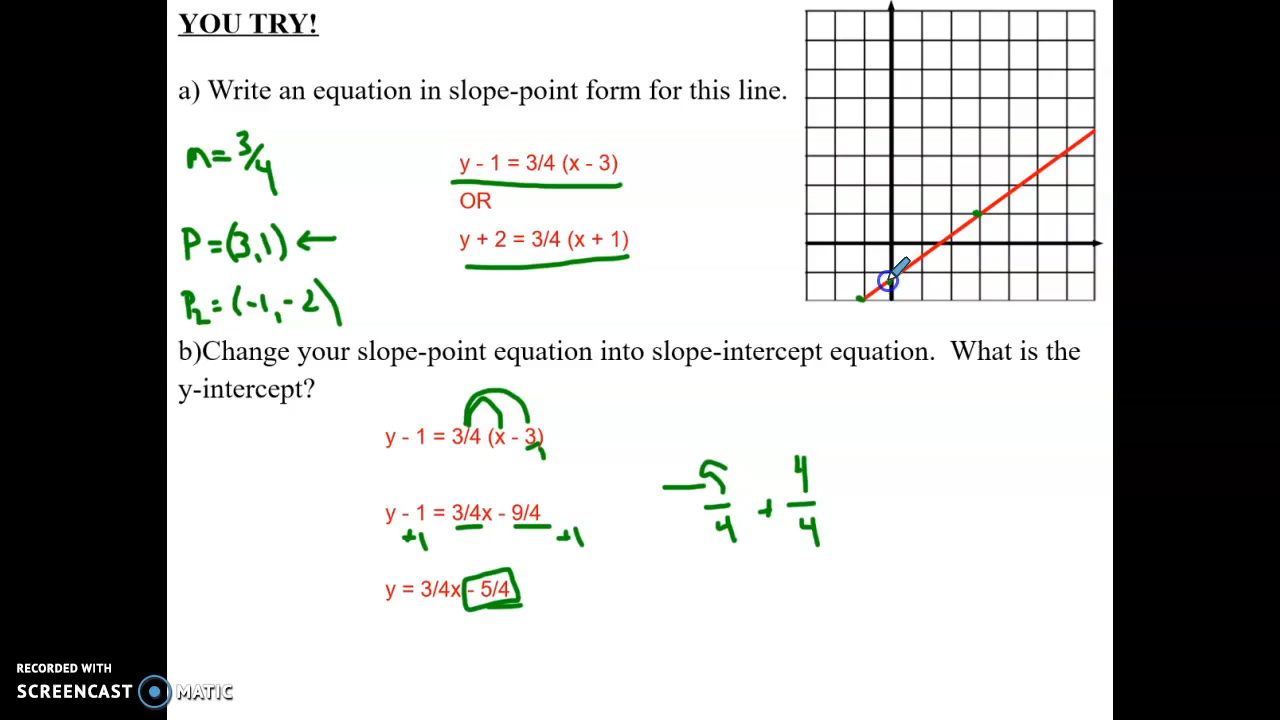 YOU TRY!
a) Write an equation in slope-point form for this line.
m = 3/4
y - 1 = 3/4 (x - 3)
OR
P = (3,1) ←
y + 2 = 3/4 (x + 1)
P2 = (-1, -2)
b)Change your slope-point equation into slope-intercept equation. What is the
y-intercept?
y - 1 = 3/4 (x - 3)
y - 1 = 3/4x - 9/4
+1 +1
4/4
y = 3/4x - 5/4
RECORDED WITH
SCREENCAST MATIC